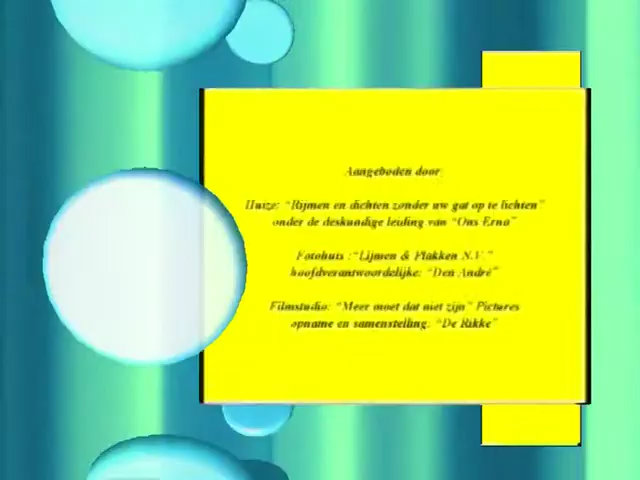 Aangeboden door:
Huize: “Rijmen en dichten zonder uw gat op te lichten”
onder de deskundige leiding van “Ons Erna”
Fotohuis :“Lijmen & Plakken N.V.”
hoofdverantwoordelijke: “Den André”
Filmstudio: “Meer moet dat niet zijn” Pictures
opname en samenstelling: “De Rikke”